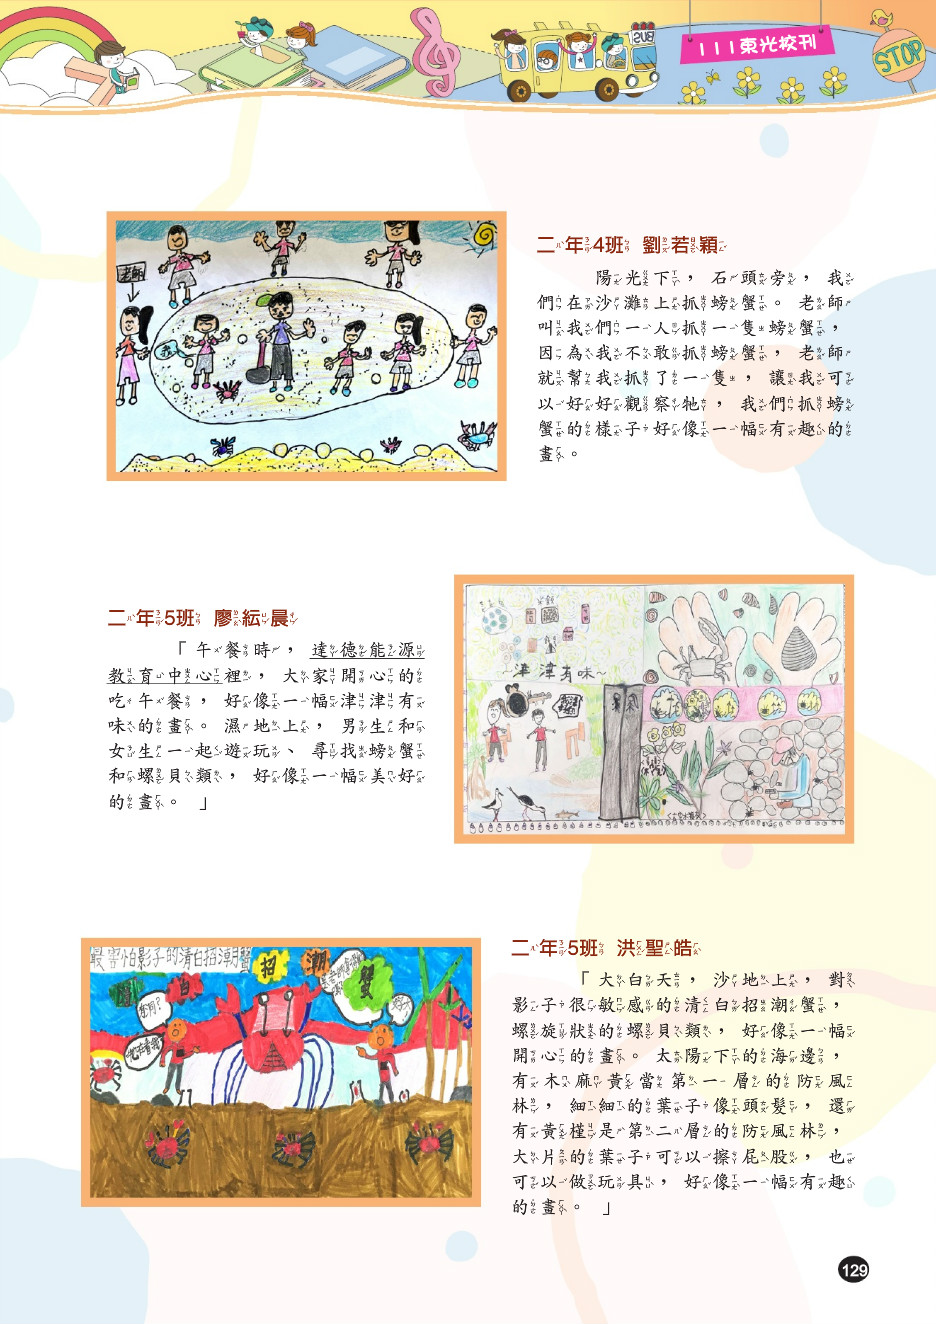 111東光校刊
STOP
BUS
二年4班 劉若穎
陽光下，石頭旁，我
們在沙灘上抓螃蟹。老師
叫我們一人抓一隻螃蟹，
因為我不敢抓螃蟹，老師
就幫我抓了一隻，讓我可
以好好觀察牠，我們抓螃
蟹的樣子好像一幅有趣的
畫。
老師
二年5班 廖紜晨
「午餐時，達德能源
教育中心裡，大家開心的
吃午餐，好像一幅津津有
味的畫。濕地上，男生和
女生一起遊玩、尋找螃蟹
和螺貝類，好像一幅美好
的畫。」
~津津有味~
二年5班 洪聖皓
「大白天，沙地上，對
影子很敏感的清白招潮蟹，
螺旋狀的螺貝類，好像一幅
開心的畫。太陽下的海邊，
有木麻黃當第一層的防風
林，細細的葉子像頭髮，還
有黃槿是第二層的防風林，
大片的葉子可以擦屁股，也
可以做玩具，好像一幅有趣
的畫。」
最害怕影子的清白招潮蟹
白
招
潮
蟹
129